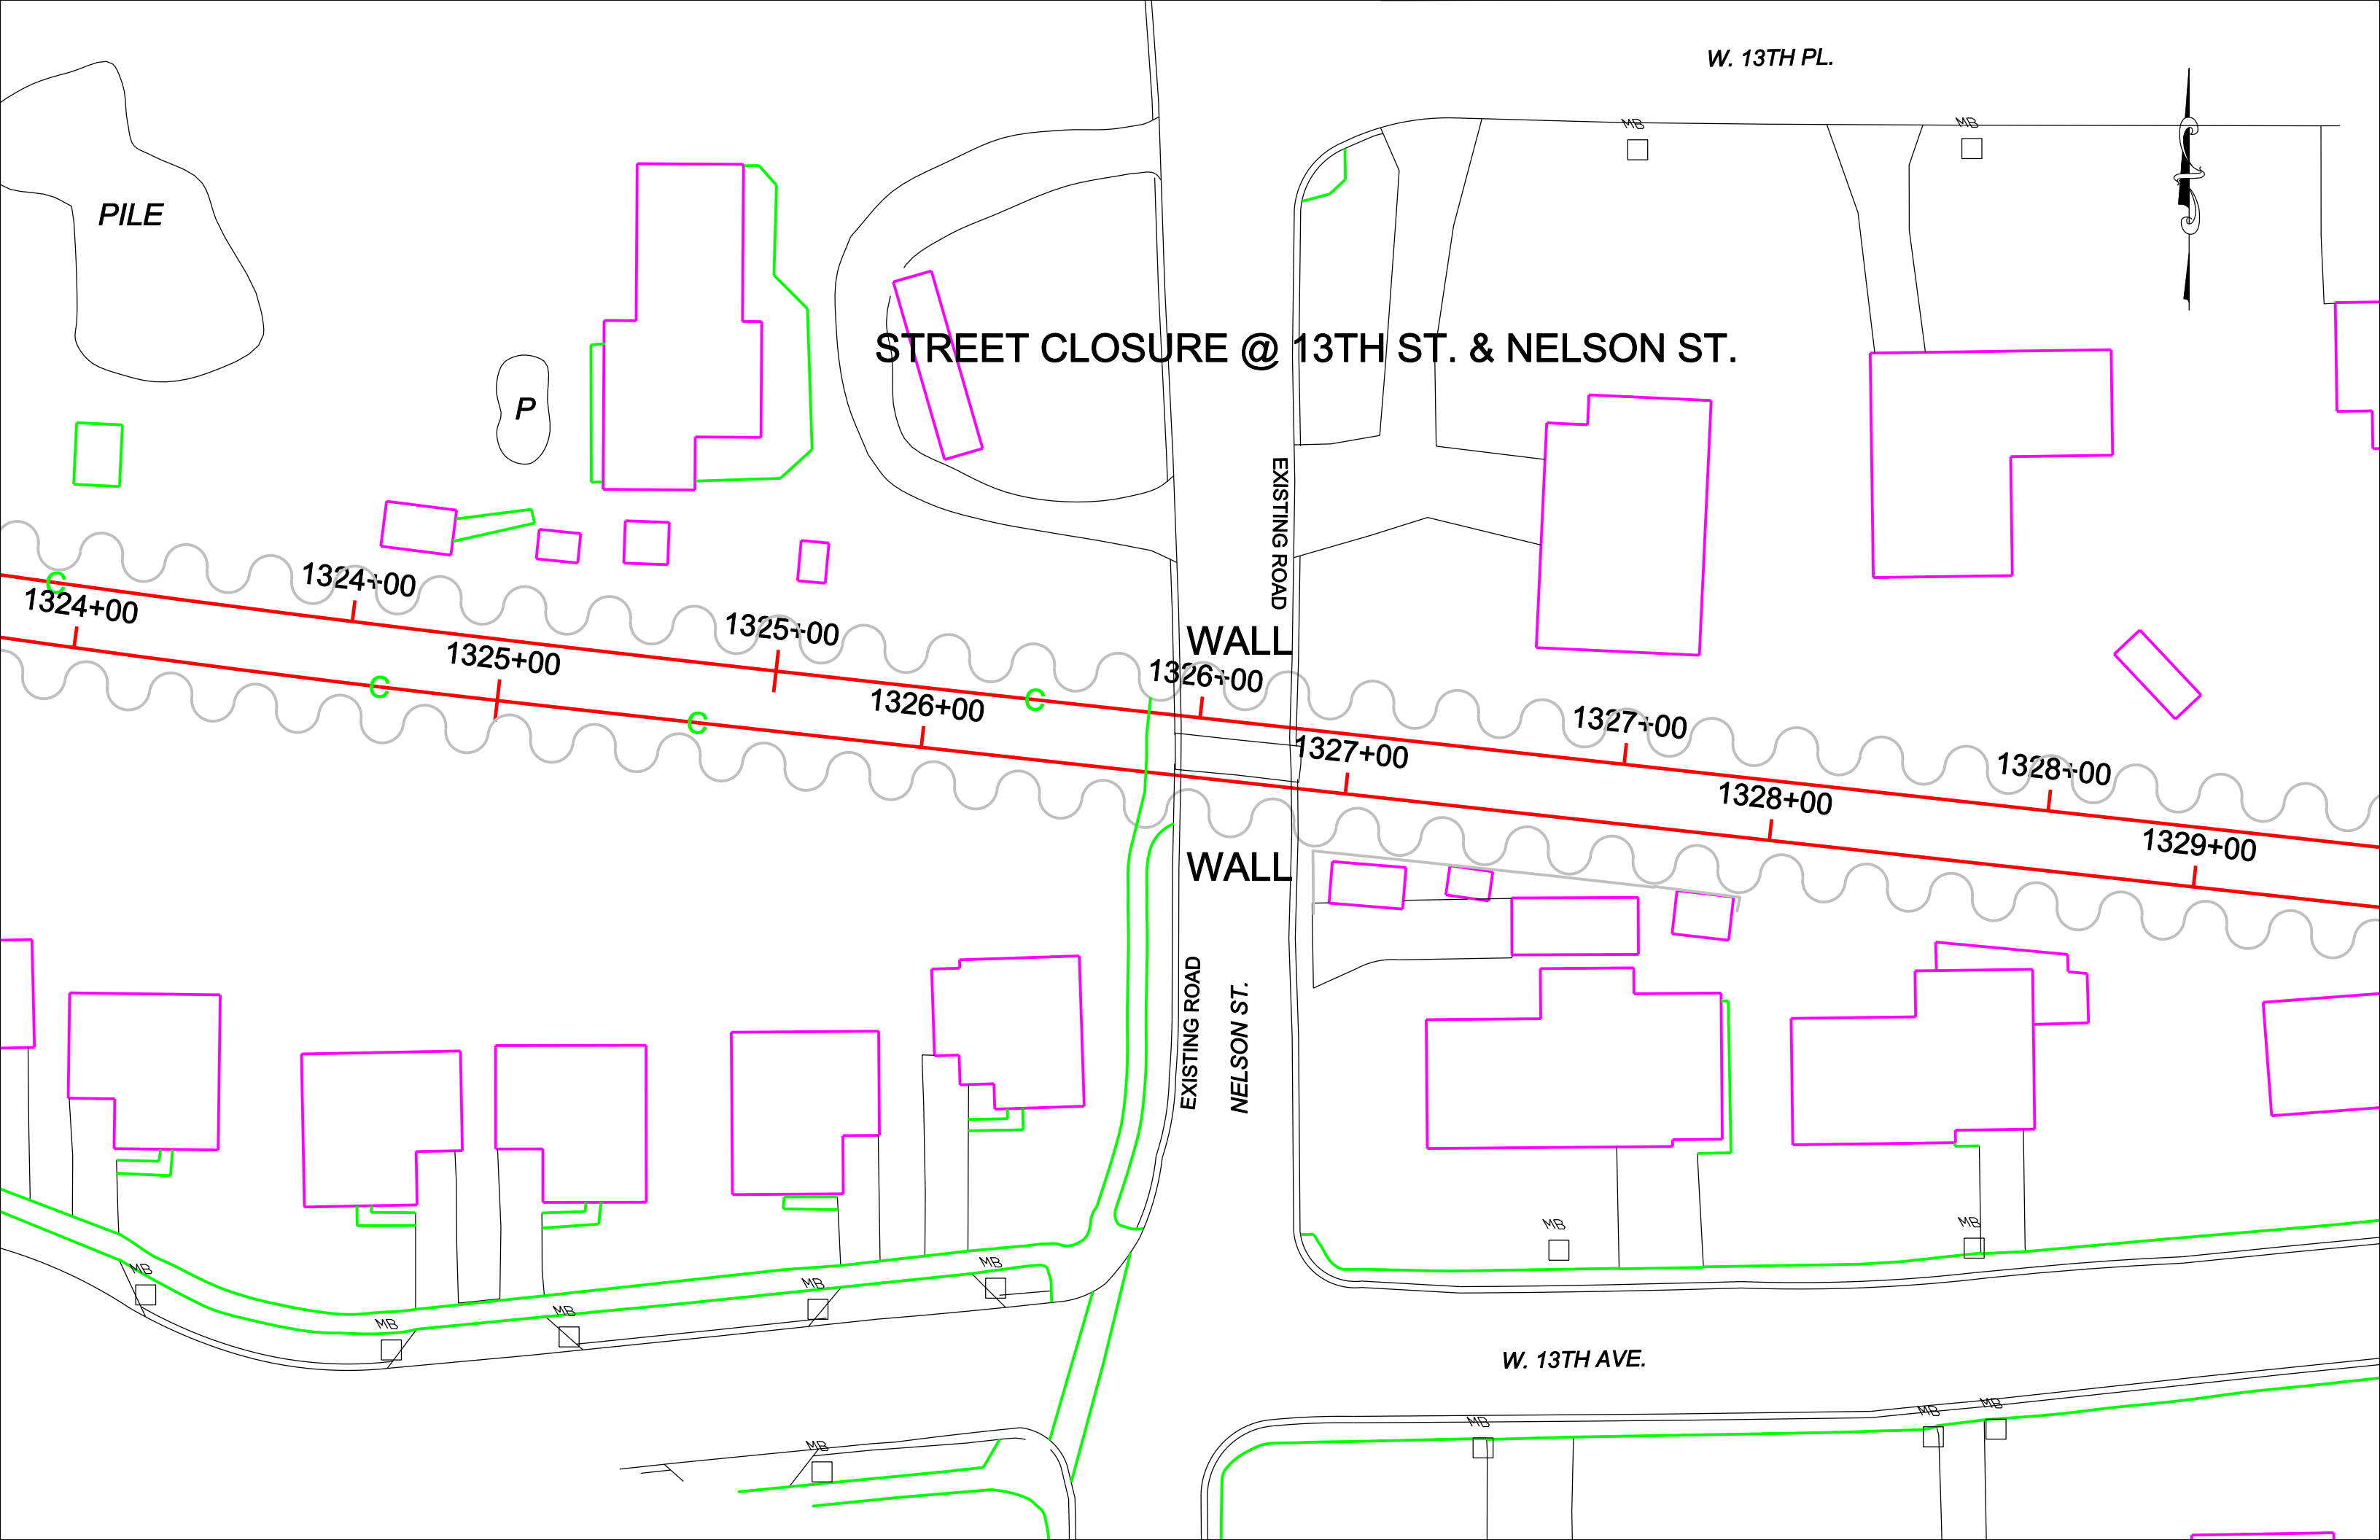 W. 13TH PL.
MB
MB
PILE
STREET CLOSURE @ 13TH ST. & NELSON ST.
P
EXISTING ROAD
C
1324+00
1324+00
1325+00
WALL
1325+00
1326+00
C
C
1326+00
C
1327+00
1327+00
1328+00
1328+00
1329+00
WALL
EXISTING ROAD
NELSON ST.
MB
MB
MB
MB
MB
MB
MB
W. 13TH AVE.
MB
MB
MB
MB